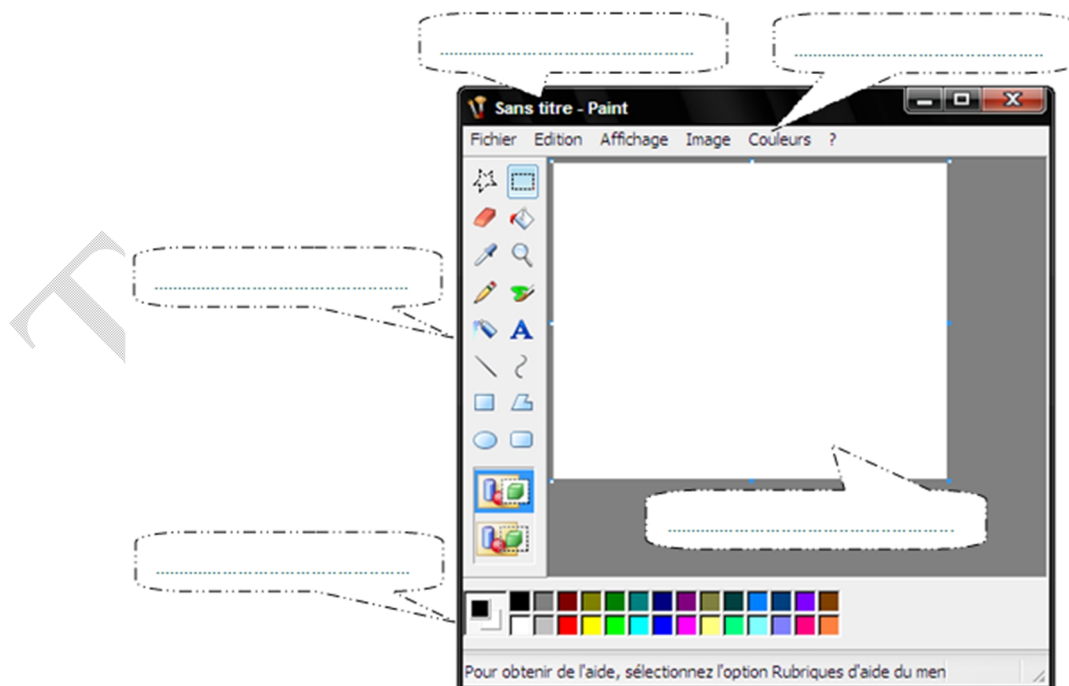 Sans titre - Paint
Fichier Edition Affichage Image Couleurs ?
A
T
Pour obtenir de l'aide, sélectionnez l'option Rubriques d'aide du men